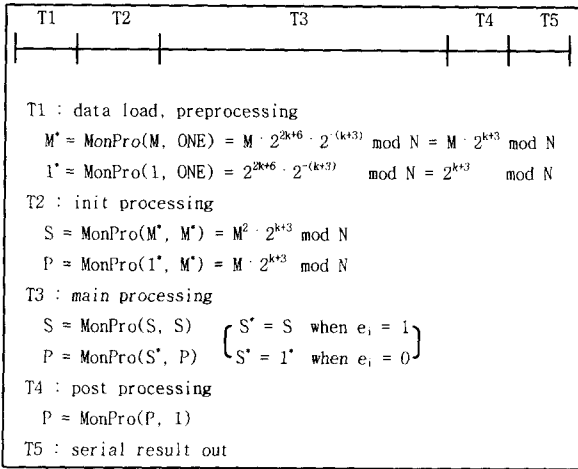 T1 T2 T3 T4 T5
T1 : data load, preprocessing
M* = MonPro(M, ONE) = M · 2^{2k+6} · 2^{-(k+3)} mod N = M · 2^{k+3} mod N
1* = MonPro(1, ONE) = 2^{2k+6} · 2^{-(k+3)} mod N = 2^{k+3} mod N
T2 : init processing
S = MonPro(M*, M*) = M² · 2^{k+3} mod N
P = MonPro(1*, M*) = M · 2^{k+3} mod N
T3 : main processing
S = MonPro(S, S) { S* = S when e_i = 1 }
P = MonPro(S*, P) { S* = 1* when e_i = 0 }
T4 : post processing
P = MonPro(P, 1)
T5 : serial result out